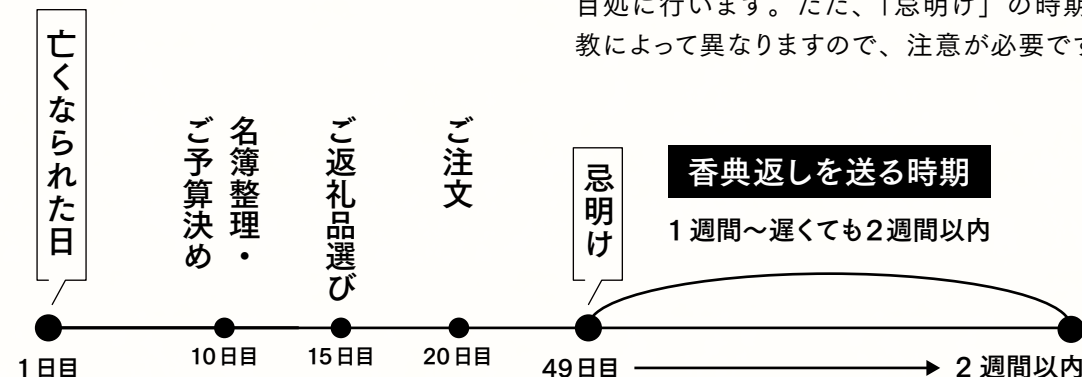 目処に行います。ただ、「忌明け」の時期
教によって異なりますので、注意が必要です
亡くなられた日
名簿整理・
ご予算決め
ご返礼品選び
ご注文
忌明け
香典返しを送る時期
1週間〜遅くても2週間以内
1日目
10日目
15日目
20日目
49日目
2週間以内